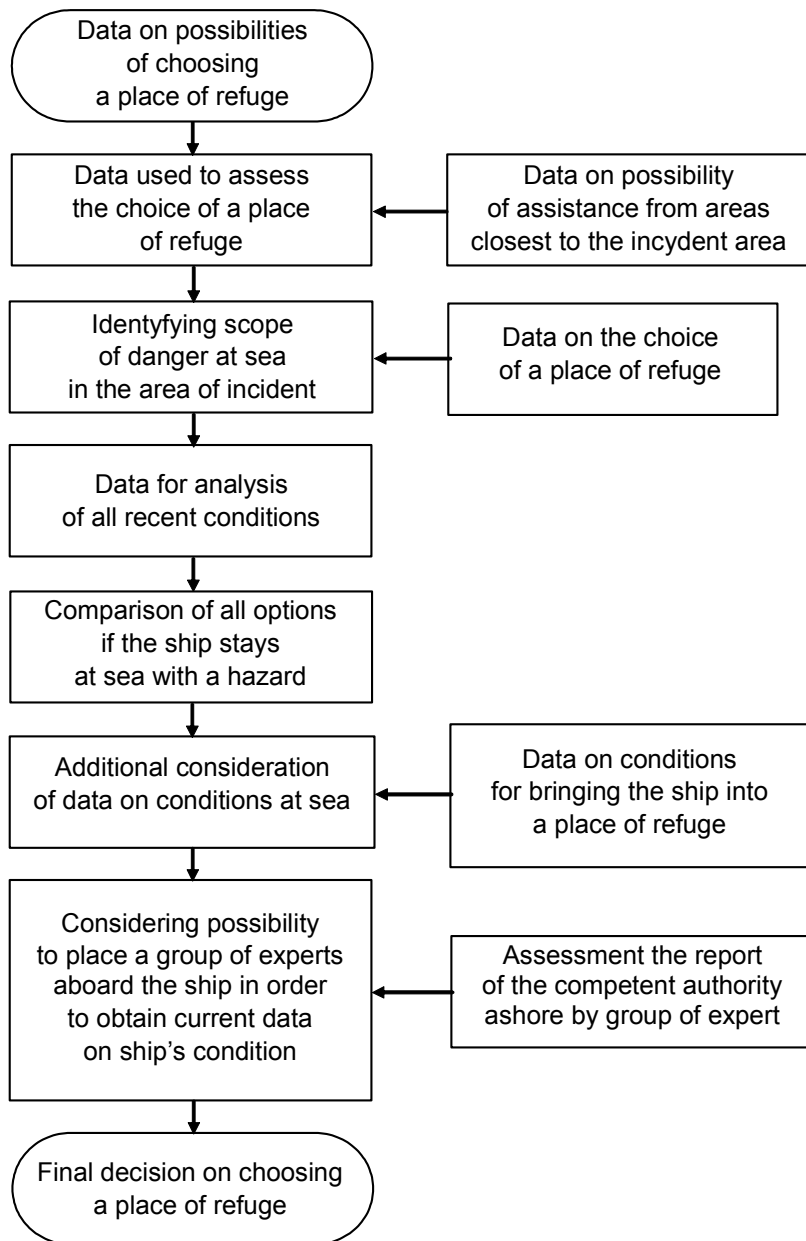 Data on possibilities
of choosing
a place of refuge
Data used to assess
the choice of a place
of refuge
Data on possibility
of assistance from areas
closest to the incydent area
Identyfying scope
of danger at sea
in the area of incident
Data on the choice
of a place of refuge
Data for analysis
of all recent conditions
Comparison of all options
if the ship stays
at sea with a hazard
Additional consideration
of data on conditions at sea
Data on conditions
for bringing the ship into
a place of refuge
Considering possibility
to place a group of experts
aboard the ship in order
to obtain current data
on ship’s condition
Assessment the report
of the competent authority
ashore by group of expert
Final decision on choosing
a place of refuge